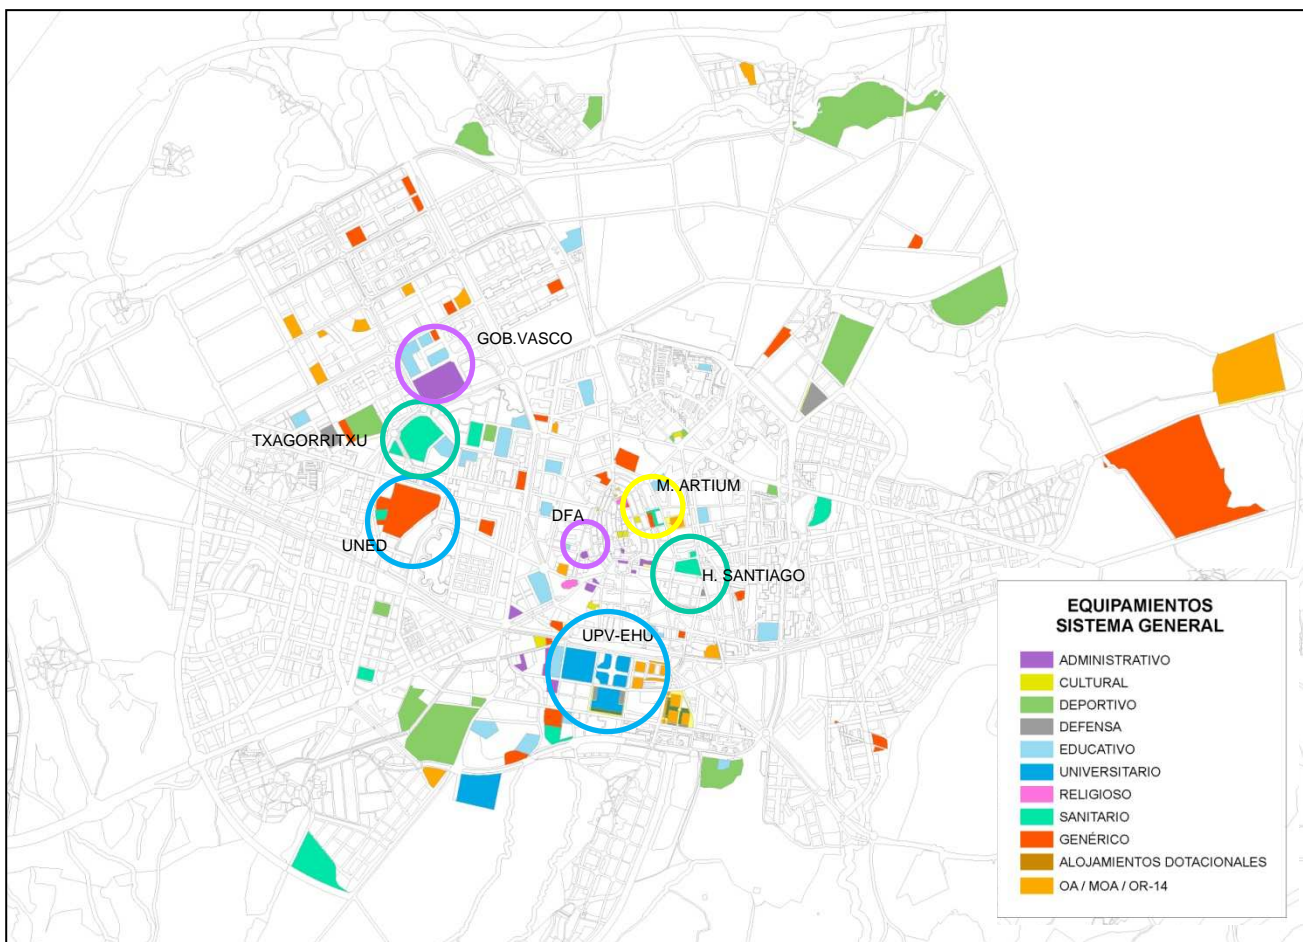 GOB.VASCO
TXAGORRITXU
M. ARTIUM
DFA
UNED
H. SANTIAGO
UPV-EHU
EQUIPAMIENTOS
SISTEMA GENERAL
ADMINISTRATIVO
CULTURAL
DEPORTIVO
DEFENSA
EDUCATIVO
UNIVERSITARIO
RELIGIOSO
SANITARIO
GENÉRICO
ALOJAMIENTOS DOTACIONALES
OA / MOA / OR-14